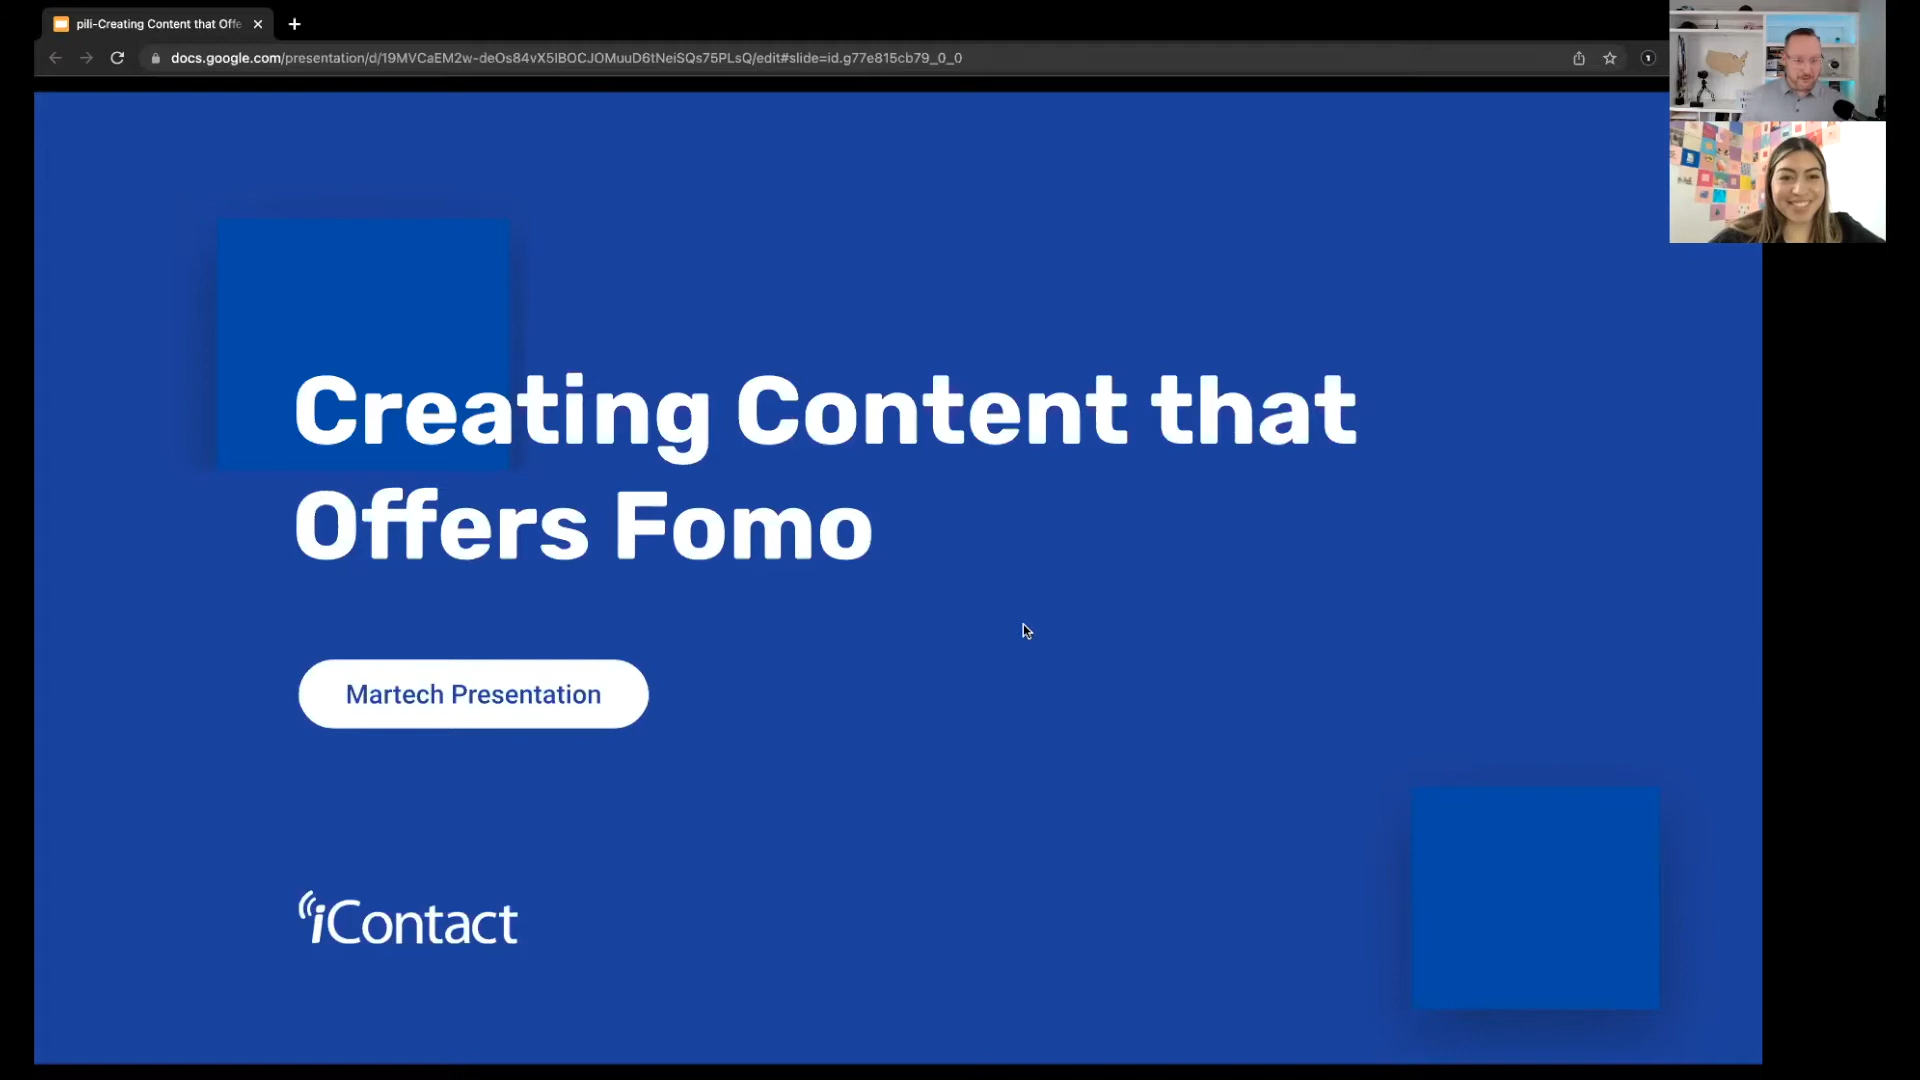 pili-Creating Content that Offe
docs.google.com/presentation/d/19MVCaEM2w-deOs84vX5IBOCJOMuuD6tNeiSQs75PLsQ/edit#slide=id.g77e815cb79_0_0
Creating Content that
Offers Fomo
Martech Presentation
iContact